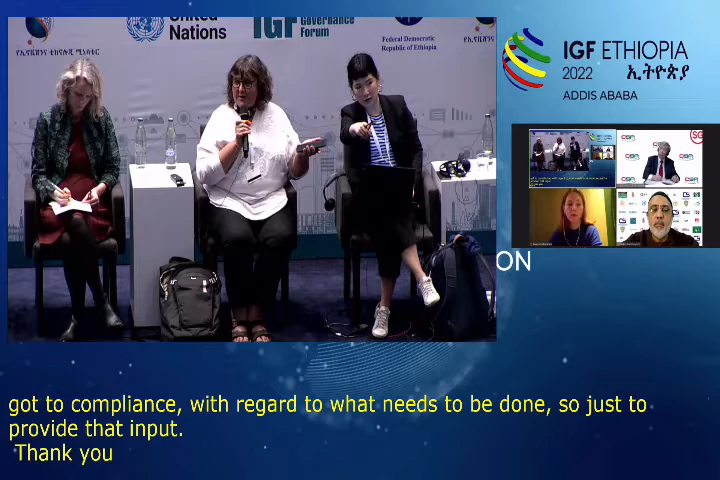 United
Nations
IGF
Governance
Forum
Federal Democratic
Republic of Ethiopia
IGF ETHIOPIA
2022 ኢትዮጵያ
ADDIS ABABA
ON
got to compliance, with regard to what needs to be done, so just to
provide that input.
Thank you